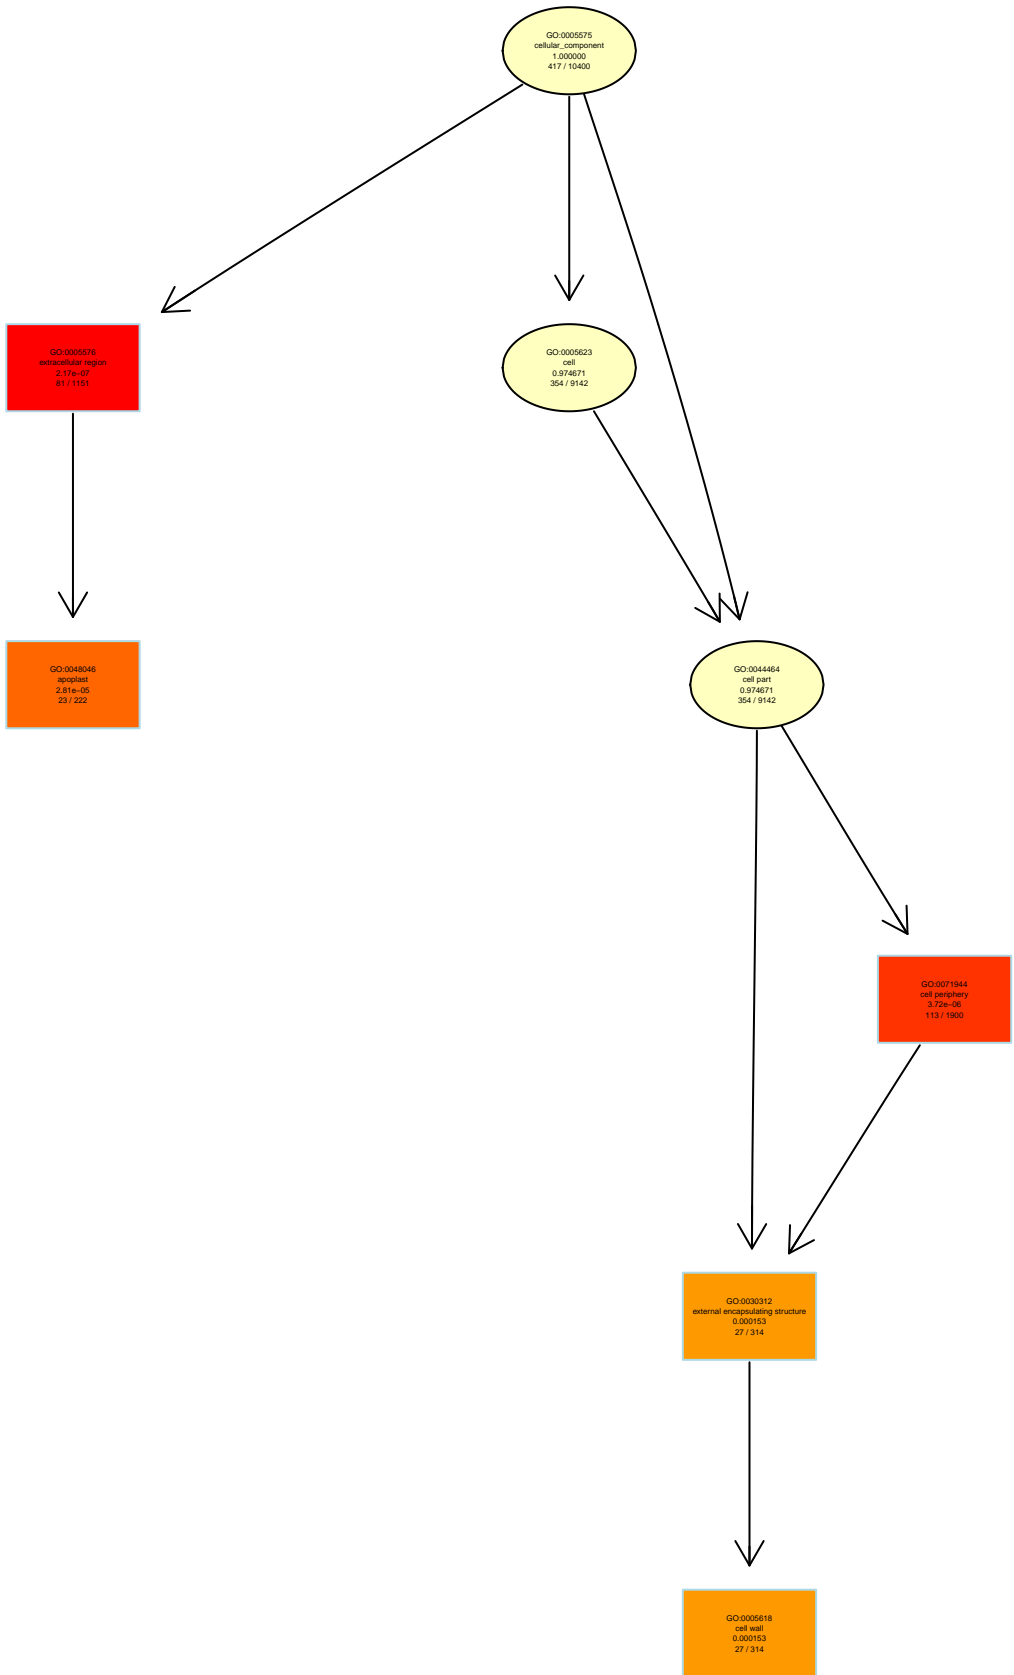 GO:0005575
cellular_component
1.000000
417 / 10400
GO:0005576
extracellular region
2.17e−07
81 / 1151
GO:0005623
cell
0.974671
354 / 9142
GO:0048046
apoplast
2.81e−05
23 / 222
GO:0044464
cell part
0.974671
354 / 9142
GO:0071944
cell periphery
3.72e−06
113 / 1900
GO:0030312
external encapsulating structure
0.000153
27 / 314
GO:0005618
cell wall
0.000153
27 / 314